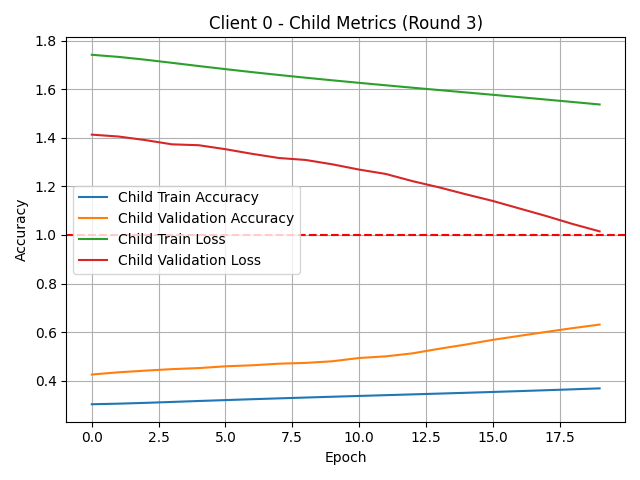 Client 0 - Child Metrics (Round 3)
1.8
1.6
1.4
1.2
1.0
0.8
0.6
0.4
Accuracy
Child Train Accuracy
Child Validation Accuracy
Child Train Loss
Child Validation Loss
0.0 2.5 5.0 7.5 10.0 12.5 15.0 17.5
Epoch